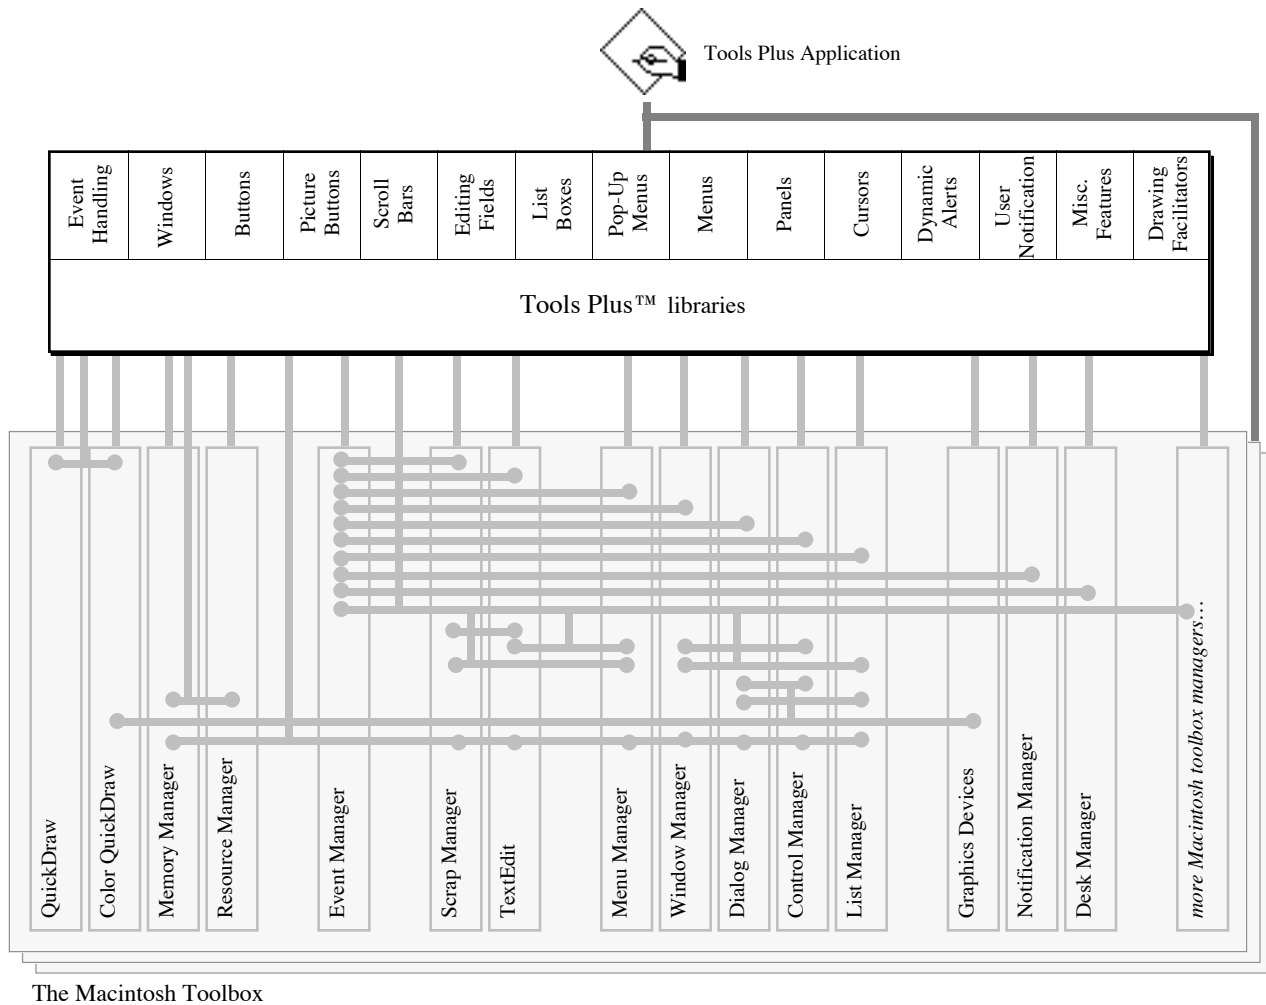 Tools Plus Application
Event
Handling
Windows
Buttons
Picture
Buttons
Scroll
Bars
Editing
Fields
List
Boxes
Pop-Up
Menus
Menus
Panels
Cursors
Dynamic
Alerts
User
Notification
Misc.
Features
Drawing
Facilitators
Tools Plus™ libraries
QuickDraw
Color QuickDraw
Memory Manager
Resource Manager
Event Manager
Scrap Manager
TextEdit
Menu Manager
Window Manager
Dialog Manager
Control Manager
List Manager
Graphics Devices
Notification Manager
Desk Manager
more Macintosh toolbox managers…
The Macintosh Toolbox